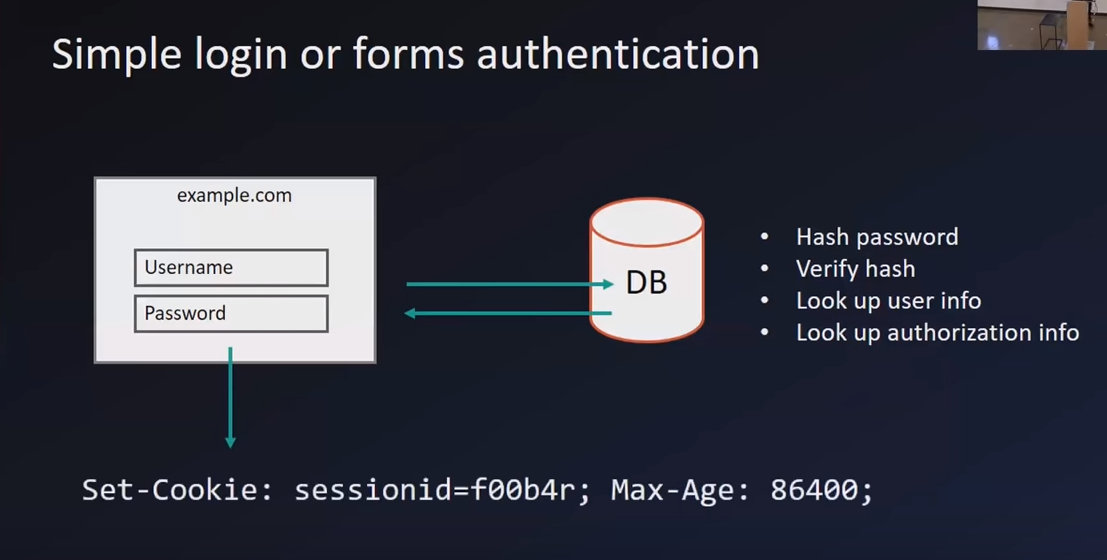 Simple login or forms authentication
example.com
Username
Password
DB
• Hash password
• Verify hash
• Look up user info
• Look up authorization info
Set-Cookie: sessionid=f00b4r; Max-Age: 86400;